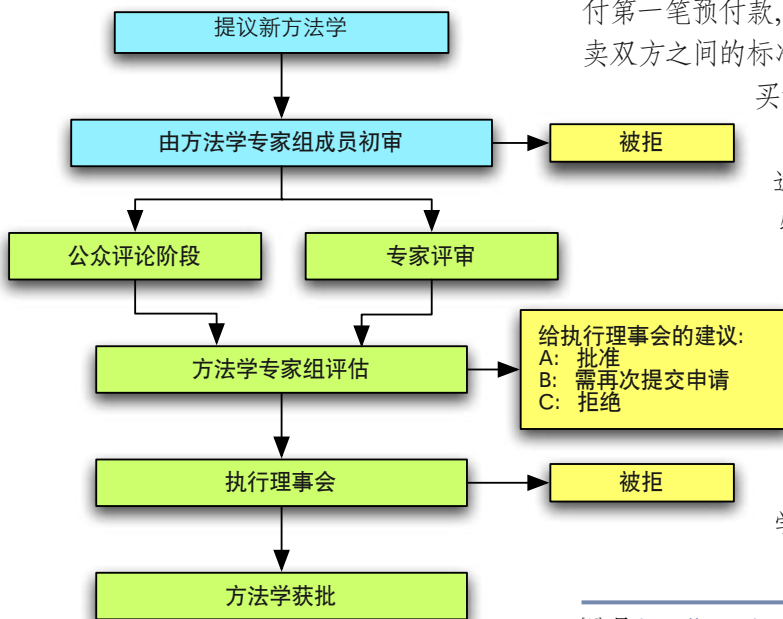 提议新方法学
付第一笔预付款,
卖双方之间的标准
买
由方法学专家组成员初审
被拒
公众评论阶段
专家评审
给执行理事会的建议:
A: 批准
B: 需再次提交申请
C: 拒绝
方法学专家组评估
执行理事会
被拒
方法学获批